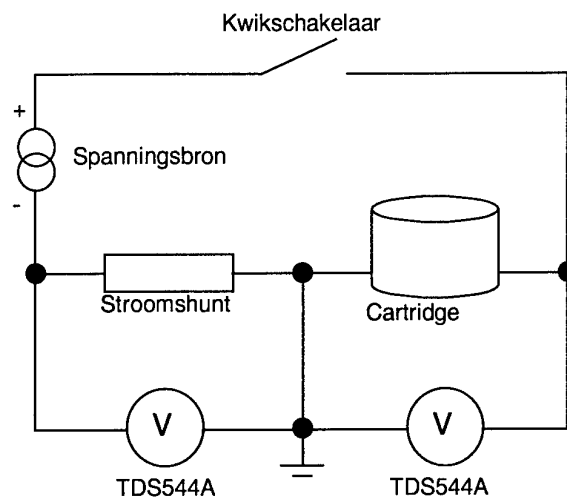 Kwikschakelaar
+
Spanningsbron
-
Stroomshunt
Cartridge
V
V
TDS544A
TDS544A